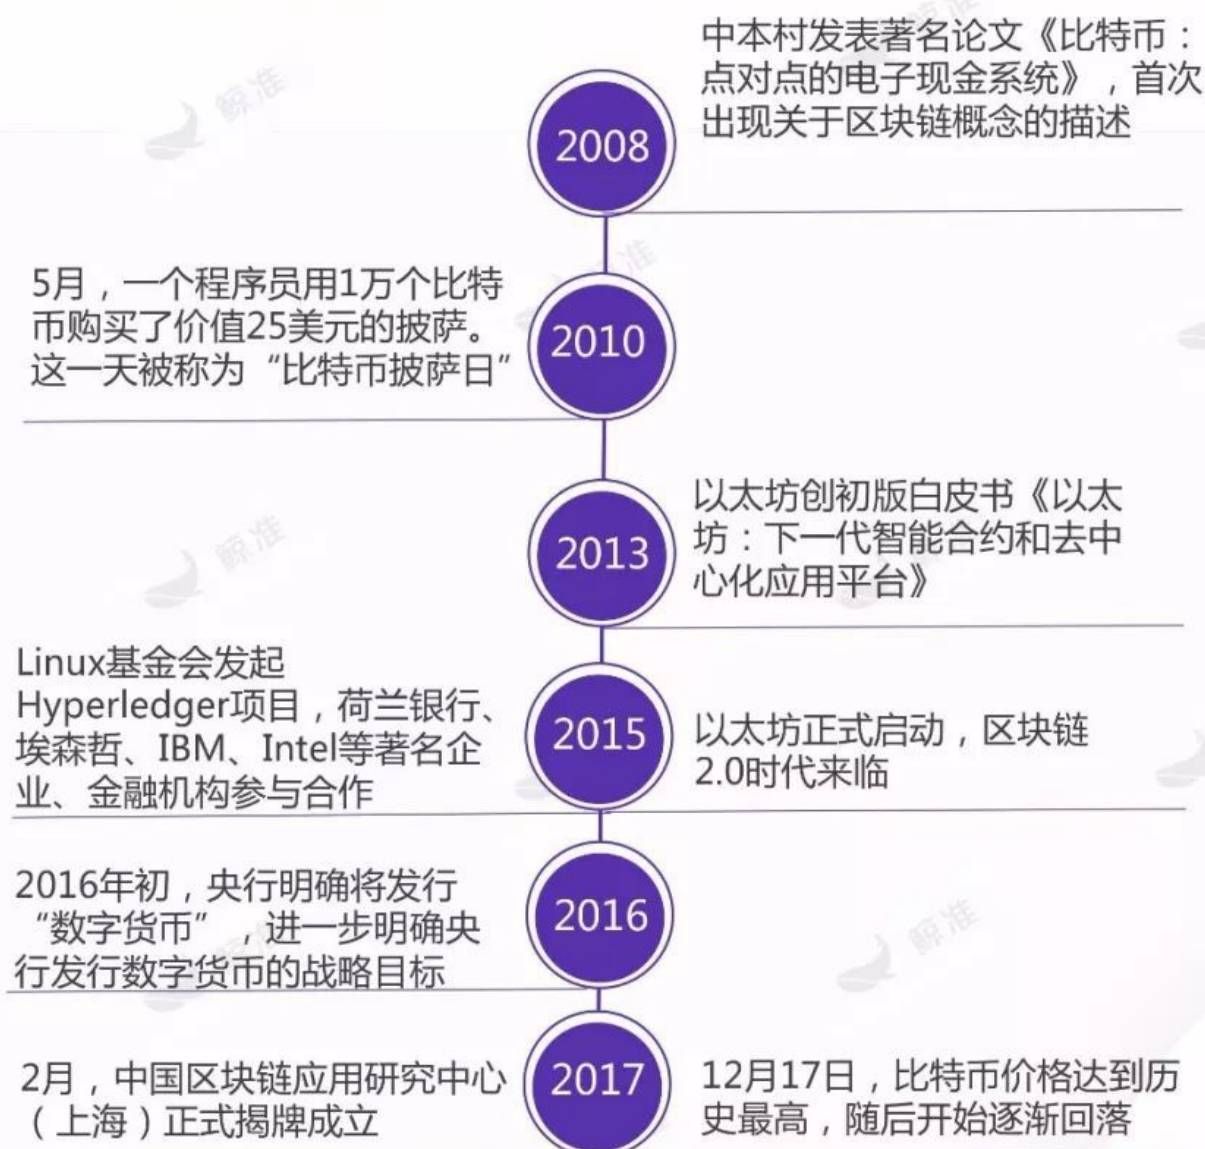 中本村发表著名论文《比特币：
点对点的电子现金系统》，首次
出现关于区块链概念的描述
2008
5月，一个程序员用1万个比特
币购买了价值25美元的披萨。
这一天被称为“比特币披萨日”
2010
以太坊创初版白皮书《以太
坊：下一代智能合约和去中
心化应用平台》
2013
Linux基金会发起
Hyperledger项目，荷兰银行、
埃森哲、IBM、Intel等著名企
业、金融机构参与合作
2015
以太坊正式启动，区块链
2.0时代来临
2016年初，央行明确将发行
“数字货币”，进一步明确央
行发行数字货币的战略目标
2016
2月，中国区块链应用研究中心
（上海）正式揭牌成立
2017
12月17日，比特币价格达到历
史最高，随后开始逐渐回落
鲸准
鲸准
鲸准